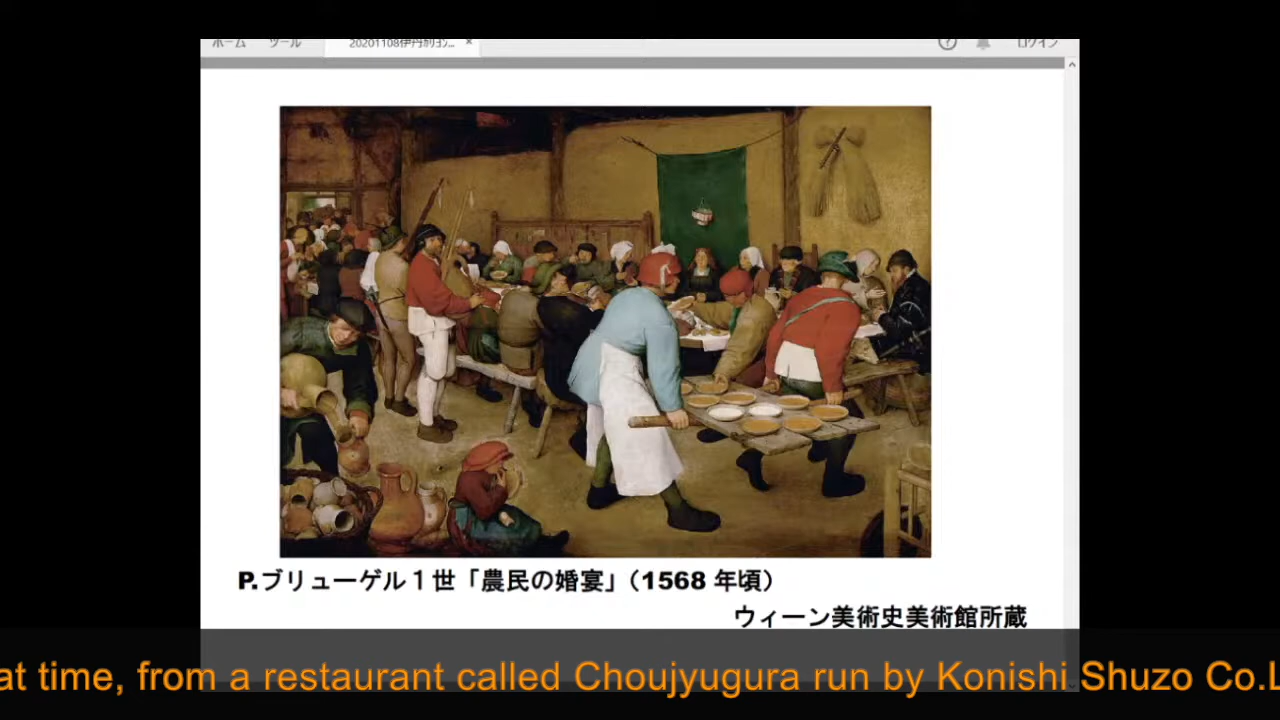 ホーム ツール 20201108伊丹市ヨシ... × ? ログイン
P.ブリューゲル１世「農民の婚宴」（1568 年頃）
ウィーン美術史美術館所蔵
at time, from a restaurant called Choujyugura run by Konishi Shuzo Co.L